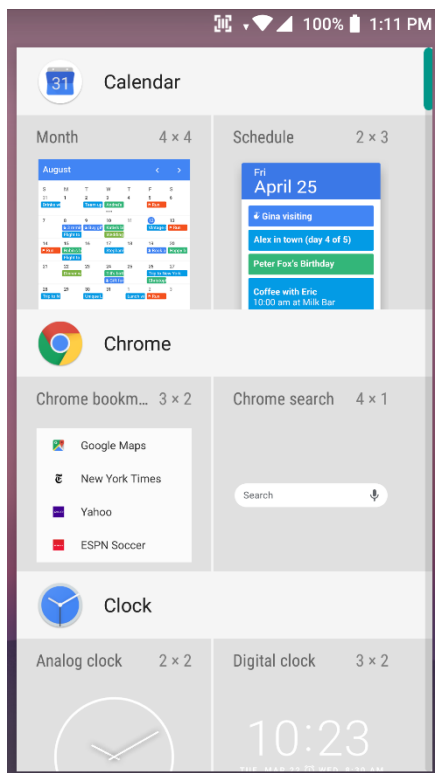 100% 1:11 PM
31 Calendar
Month 4 × 4 Schedule 2 × 3
August
S M T W T F S
Fri
April 25
Gina visiting
Alex in town (day 4 of 5)
Peter Fox's Birthday
Coffee with Eric
10:00 am at Milk Bar
Chrome
Chrome bookm... 3 × 2 Chrome search 4 × 1
Google Maps
New York Times
Yahoo
ESPN Soccer
Search
Clock
Analog clock 2 × 2 Digital clock 3 × 2
10:23